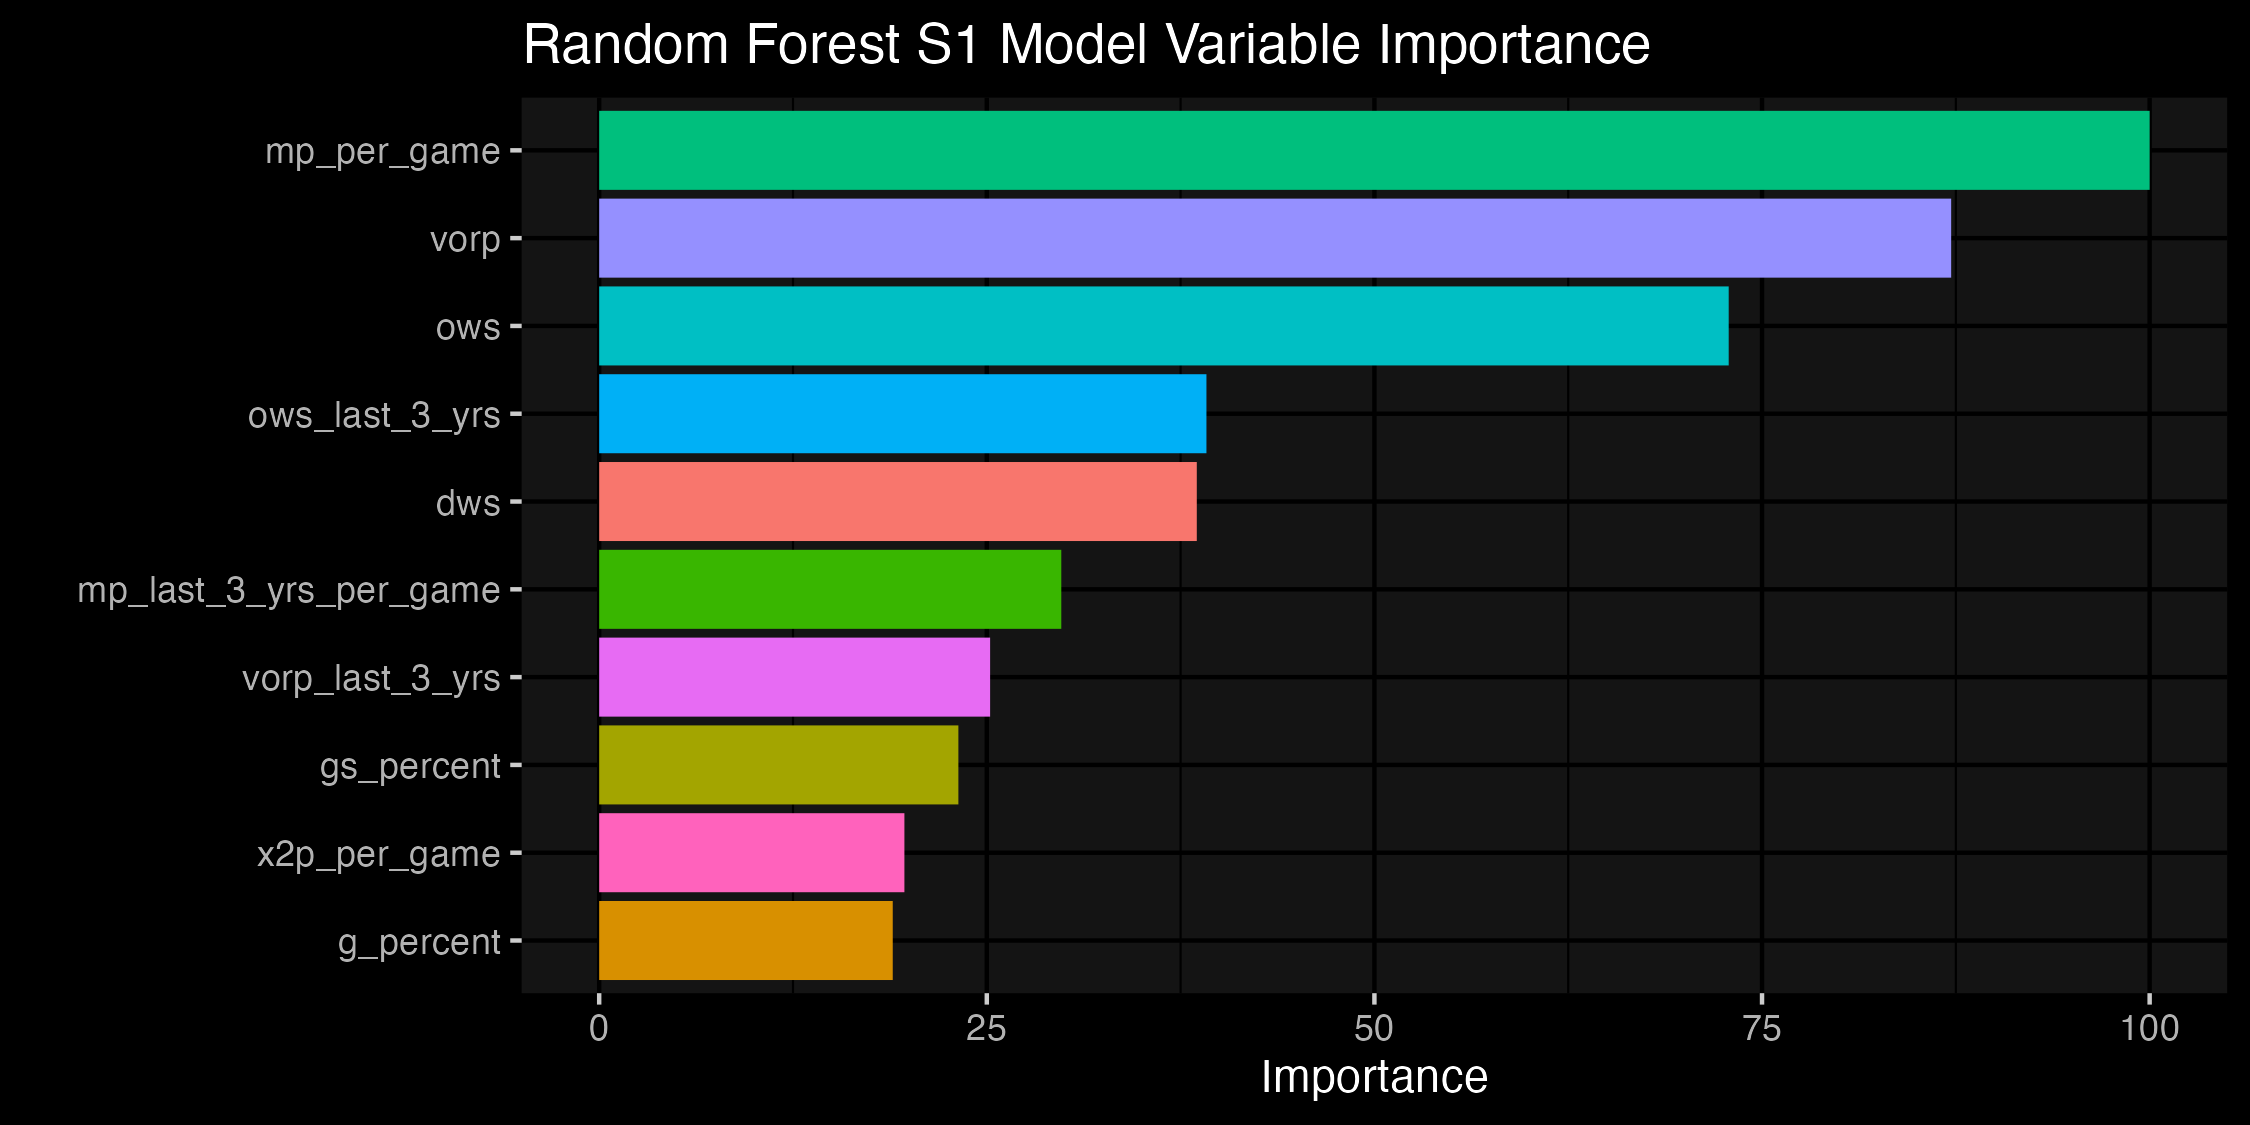 Random Forest S1 Model Variable Importance
mp_per_game
vorp
ows
ows_last_3_yrs
dws
mp_last_3_yrs_per_game
vorp_last_3_yrs
gs_percent
x2p_per_game
g_percent
0 25 50 75 100
Importance